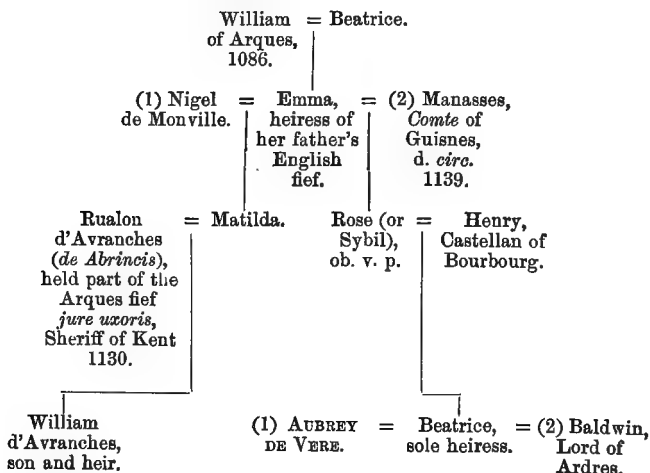 William = Beatrice.
of Arques,
1086.
(1) Nigel = Emma, = (2) Manasses,
de Monville. heiress of Comte of
her father's Guisnes,
English d. circ.
fief. 1139.
Rualon = Matilda. Rose (or = Henry,
d'Avranches Sybil), Castellan of
(de Abrincis), ob. v. p. Bourbourg.
held part of the
Arques fief
jure uxoris,
Sheriff of Kent
1130.
William (1) AUBREY = Beatrice, = (2) Baldwin,
d'Avranches, DE VERE. sole heiress. Lord of
son and heir. Ardres.